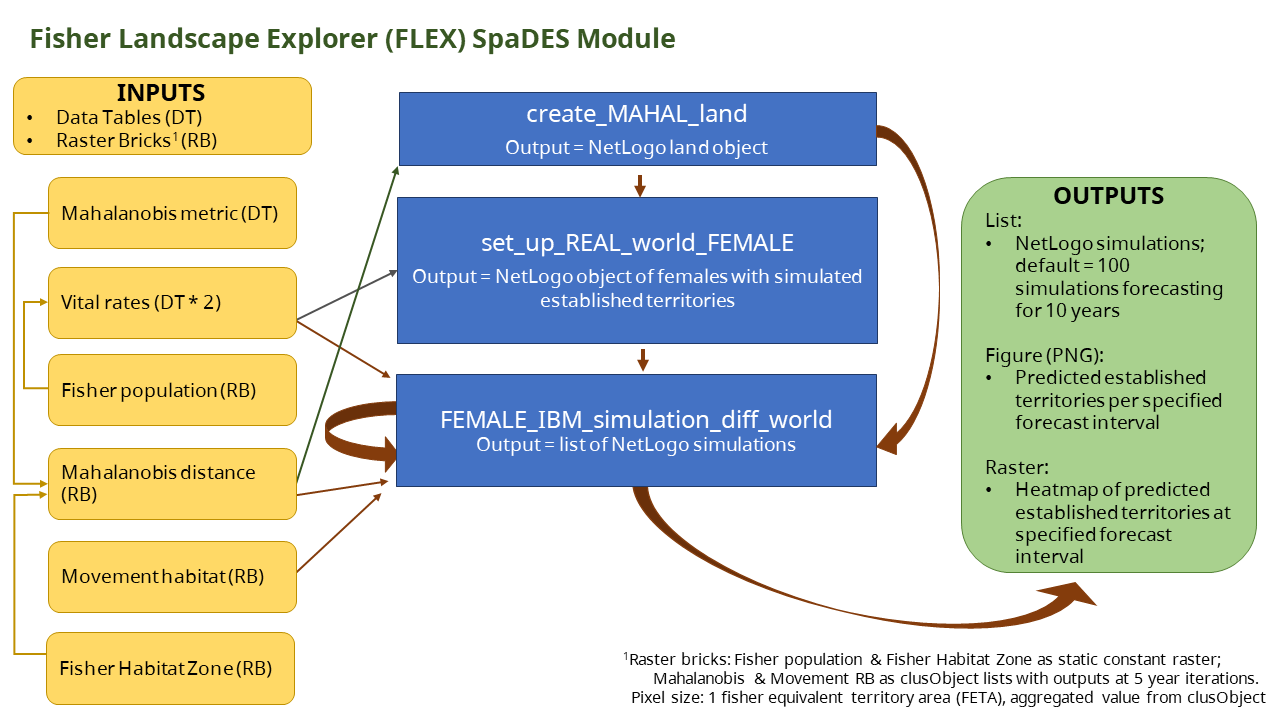 Fisher Landscape Explorer (FLEX) SpaDES Module
INPUTS
• Data Tables (DT)
• Raster Bricks¹ (RB)
Mahalanobis metric (DT)
Vital rates (DT * 2)
Fisher population (RB)
Mahalanobis distance
(RB)
Movement habitat (RB)
Fisher Habitat Zone (RB)
create_MAHAL_land
Output = NetLogo land object
set_up_REAL_world_FEMALE
Output = NetLogo object of females with simulated
established territories
FEMALE_IBM_simulation_diff_world
Output = list of NetLogo simulations
OUTPUTS
List:
• NetLogo simulations;
default = 100
simulations forecasting
for 10 years
Figure (PNG):
• Predicted established
territories per specified
forecast interval
Raster:
• Heatmap of predicted
established territories at
specified forecast
interval
¹Raster bricks: Fisher population & Fisher Habitat Zone as static constant raster;
Mahalanobis & Movement RB as clusObject lists with outputs at 5 year iterations.
Pixel size: 1 fisher equivalent territory area (FETA), aggregated value from clusObject